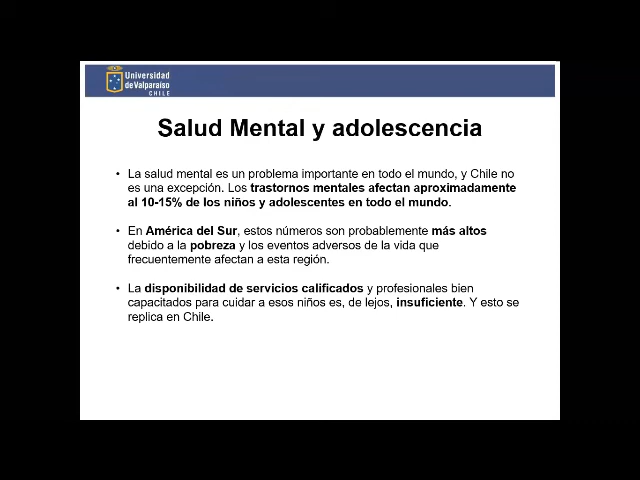 Universidad
de Valparaíso
CHILE
Salud Mental y adolescencia
• La salud mental es un problema importante en todo el mundo, y Chile no
es una excepción. Los trastornos mentales afectan aproximadamente
al 10-15% de los niños y adolescentes en todo el mundo.
• En América del Sur, estos números son probablemente más altos
debido a la pobreza y los eventos adversos de la vida que
frecuentemente afectan a esta región.
• La disponibilidad de servicios calificados y profesionales bien
capacitados para cuidar a esos niños es, de lejos, insuficiente. Y esto se
replica en Chile.